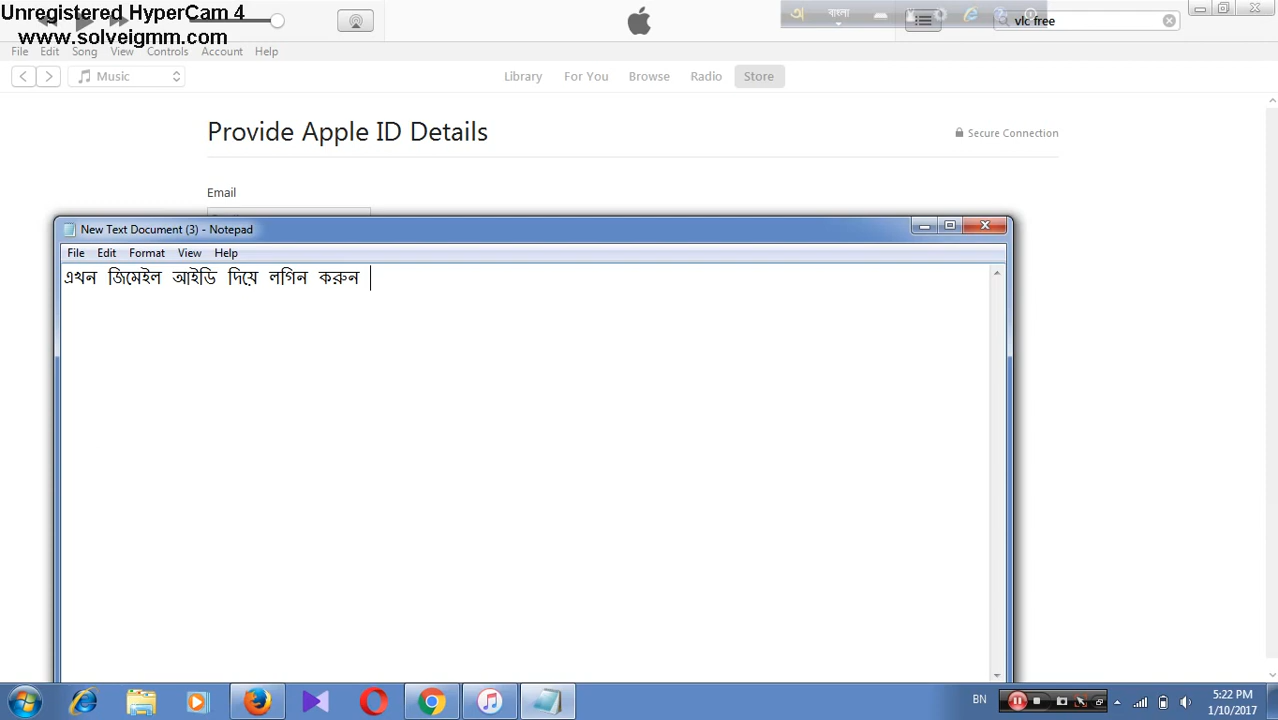 Unregistered HyperCam 4
www.solveigmm.com
বাংলা
vlc free
File Edit Song View Controls Account Help
Music
Library For You Browse Radio Store
Provide Apple ID Details
Secure Connection
Email
New Text Document (3) - Notepad
File Edit Format View Help
এখন জিমেইল আইডি দিয়ে লগিন করুন
BN
5:22 PM
1/10/2017